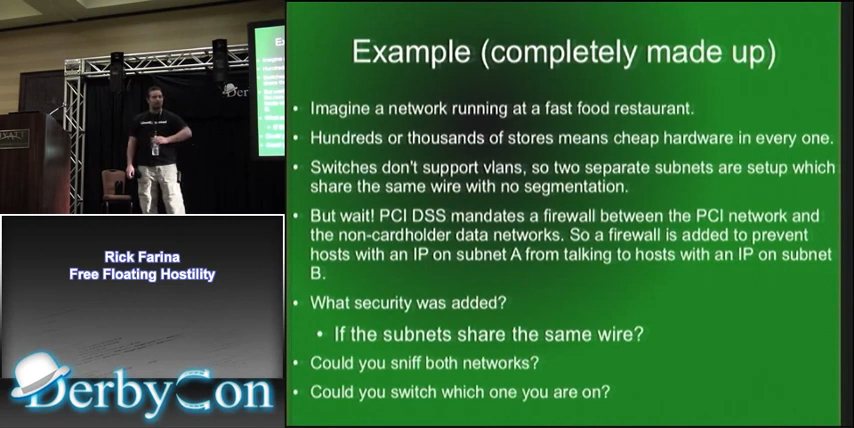 Example (completely made up)
• Imagine a network running at a fast food restaurant.
• Hundreds or thousands of stores means cheap hardware in every one.
• Switches don't support vlans, so two separate subnets are setup which
share the same wire with no segmentation.
• But wait! PCI DSS mandates a firewall between the PCI network and
the non-cardholder data networks. So a firewall is added to prevent
hosts with an IP on subnet A from talking to hosts with an IP on subnet
B.
• What security was added?
• If the subnets share the same wire?
• Could you sniff both networks?
• Could you switch which one you are on?
Rick Farina
Free Floating Hostility
DerbyCon